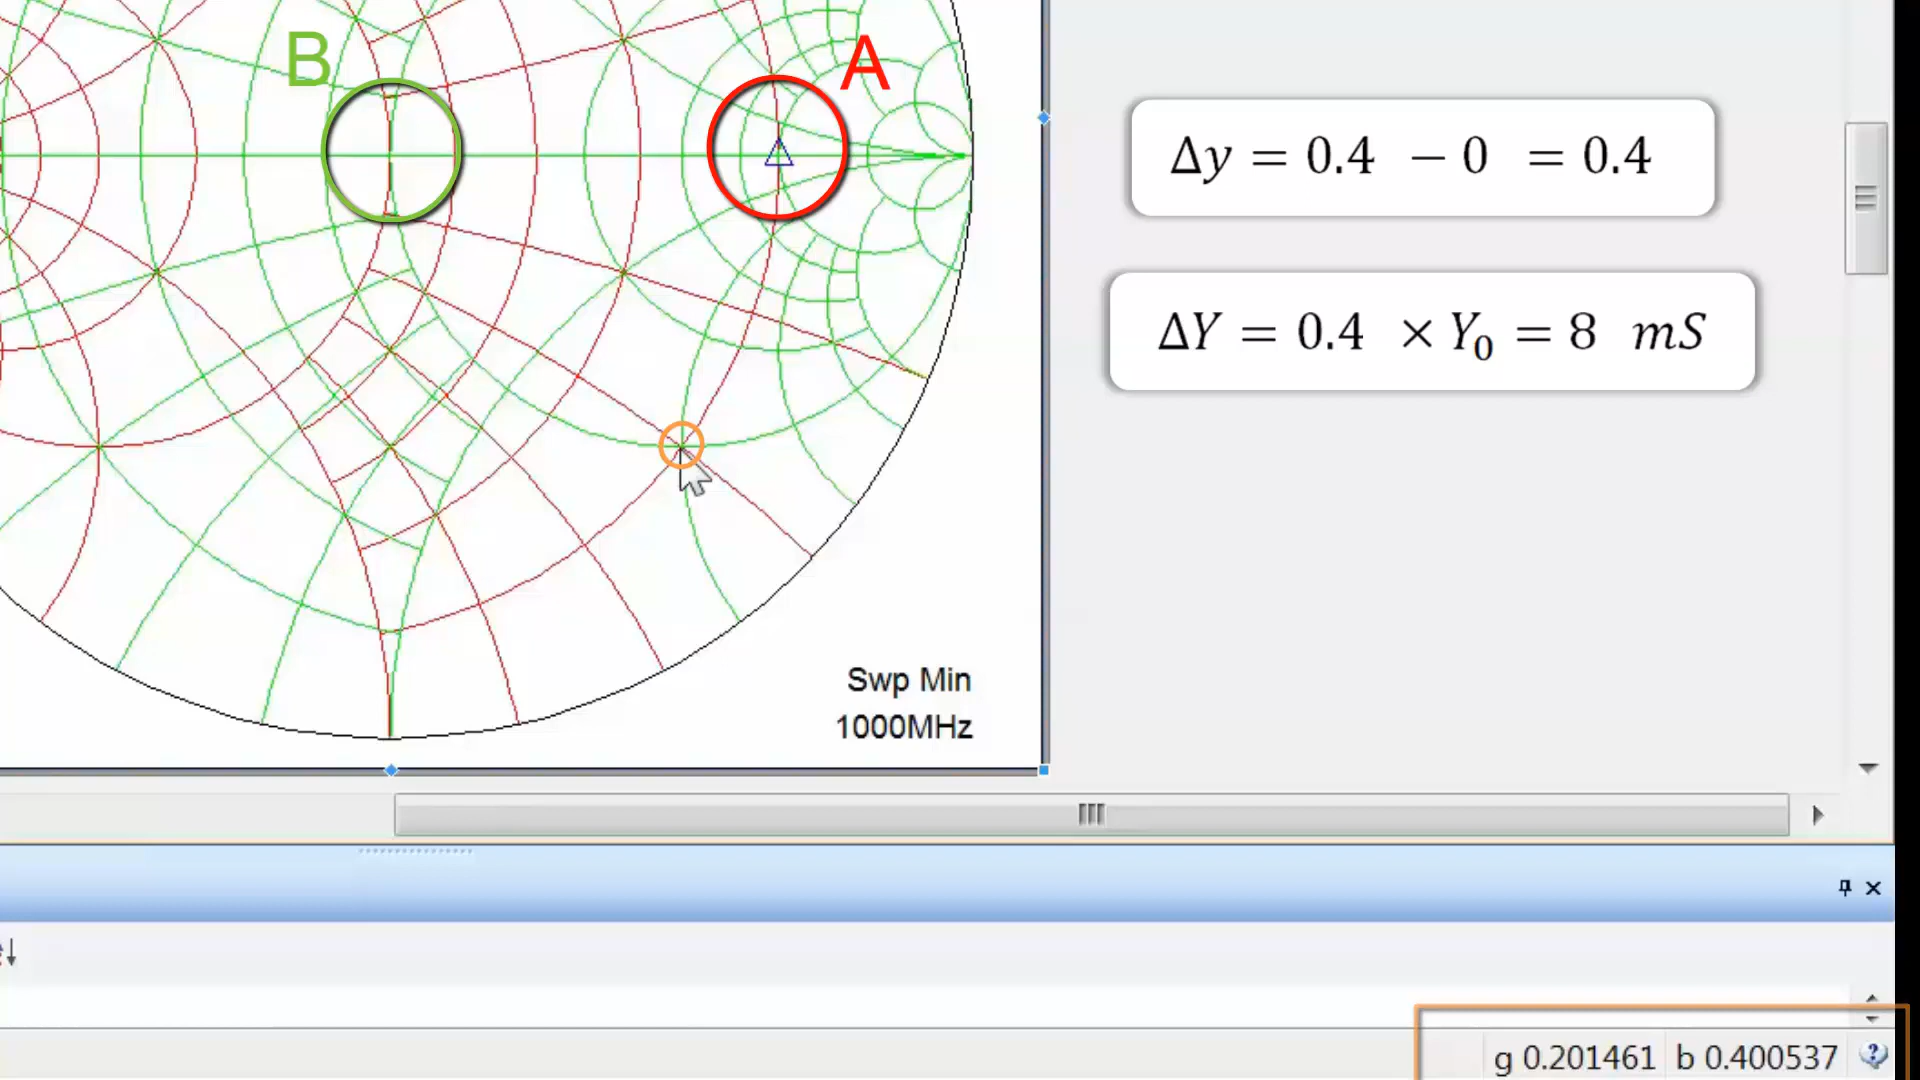 B
A
Δy = 0.4 − 0 = 0.4
ΔY = 0.4 × Y₀ = 8 mS
Swp Min
1000MHz
g 0.201461 b 0.400537